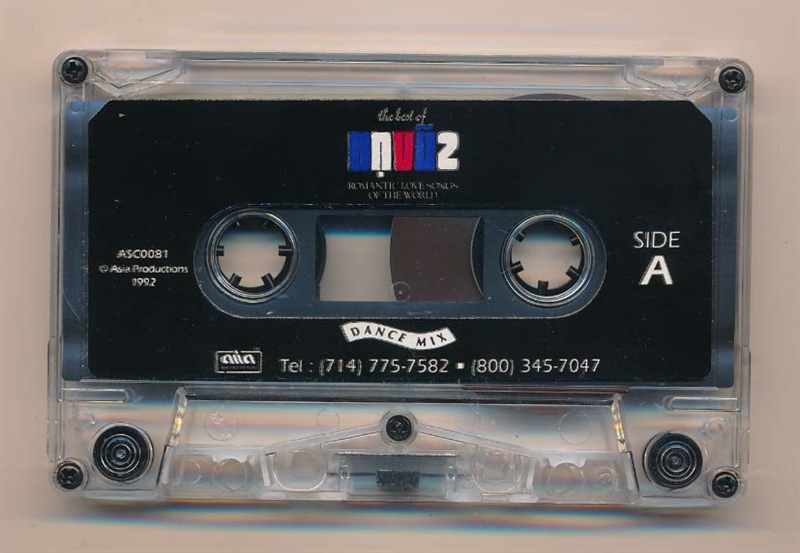 the best of
DẠVŨ2
ROMANTIC LOVE SONGS
OF THE WORLD
SIDE
A
ASC0081
© Asia Productions
1992
DANCE MIX
asia
Tel : (714) 775-7582 ▪ (800) 345-7047